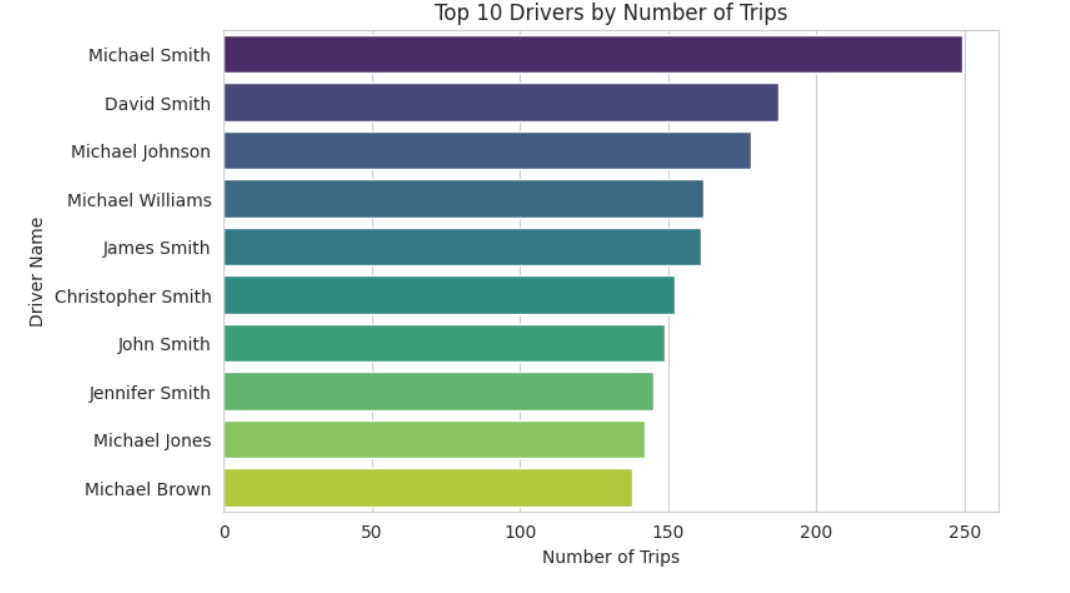 Top 10 Drivers by Number of Trips
Michael Smith
David Smith
Michael Johnson
Michael Williams
James Smith
Christopher Smith
John Smith
Jennifer Smith
Michael Jones
Michael Brown
Driver Name
0 50 100 150 200 250
Number of Trips